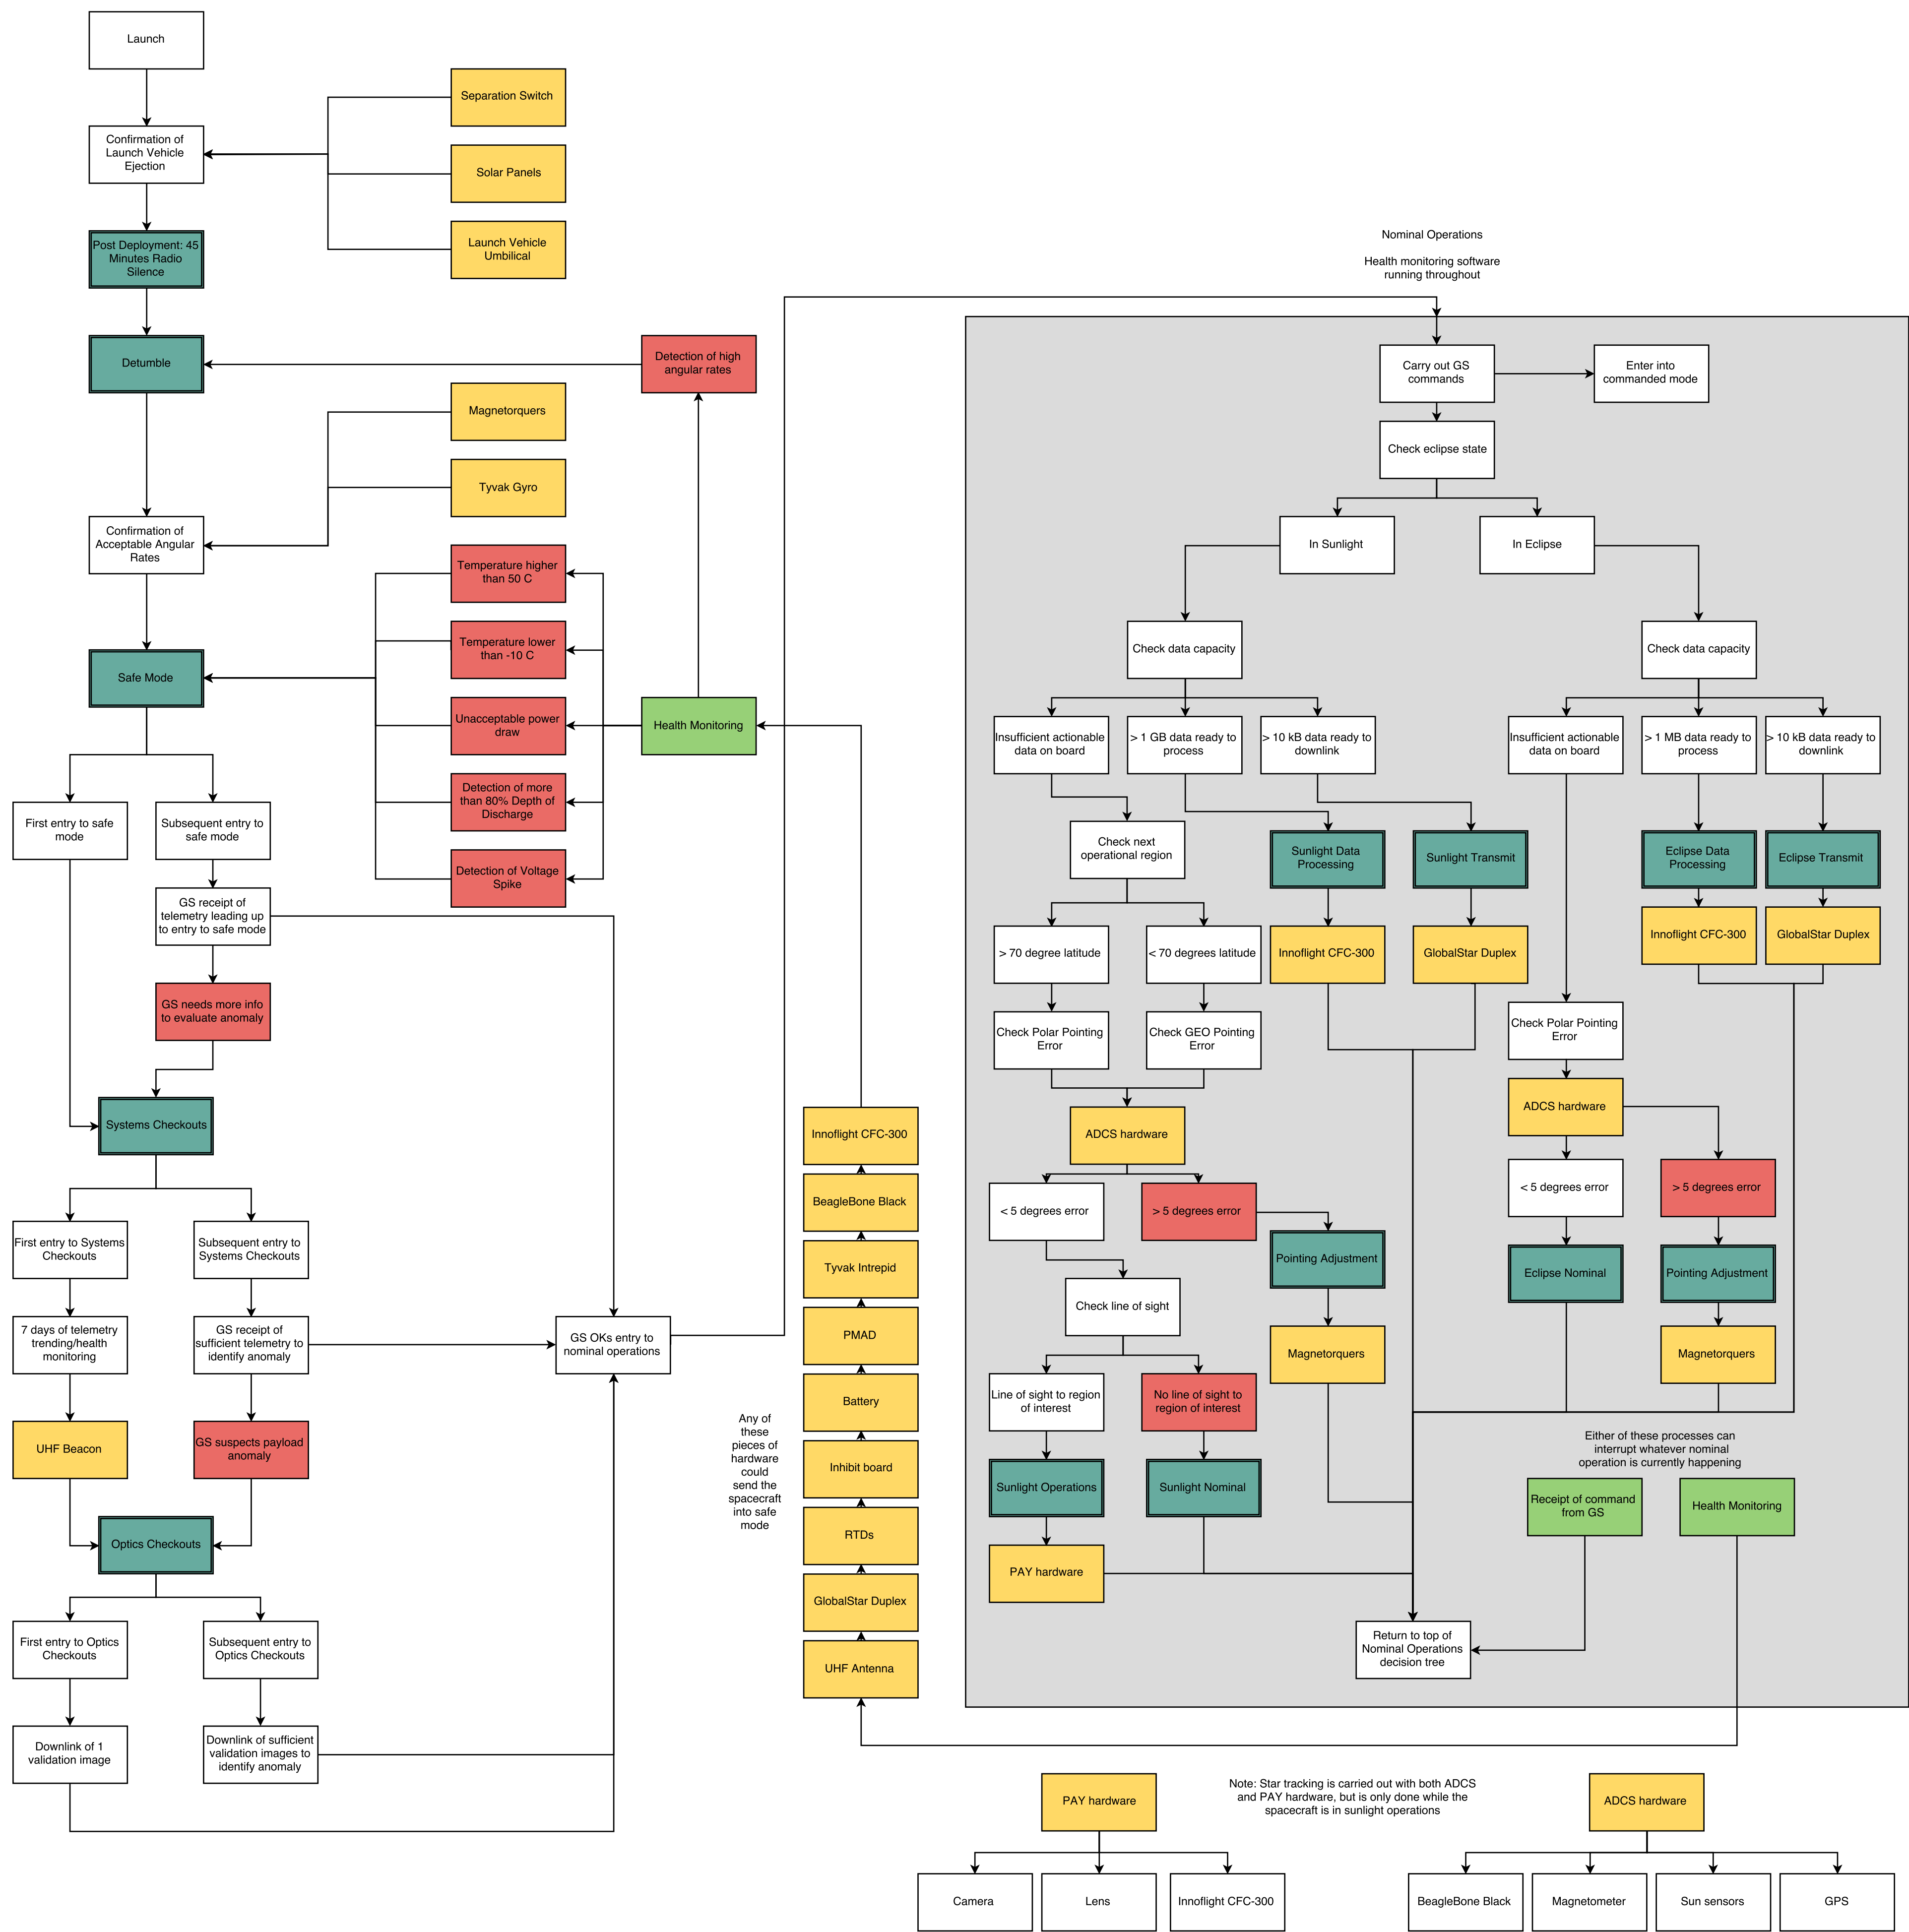 Launch
Confirmation of
Launch Vehicle
Ejection
Separation Switch
Solar Panels
Launch Vehicle
Umbilical
Post Deployment: 45
Minutes Radio
Silence
Detumble
Detection of high
angular rates
Magnetorquers
Tyvak Gyro
Confirmation of
Acceptable Angular
Rates
Temperature higher
than 50 C
Temperature lower
than -10 C
Unacceptable power
draw
Detection of more
than 80% Depth of
Discharge
Detection of Voltage
Spike
Health Monitoring
Safe Mode
First entry to safe
mode
Subsequent entry to
safe mode
GS receipt of
telemetry leading up
to entry to safe mode
GS needs more info
to evaluate anomaly
Systems Checkouts
First entry to Systems
Checkouts
Subsequent entry to
Systems Checkouts
7 days of telemetry
trending/health
monitoring
GS receipt of
sufficient telemetry to
identify anomaly
GS OKs entry to
nominal operations
UHF Beacon
GS suspects payload
anomaly
Optics Checkouts
First entry to Optics
Checkouts
Subsequent entry to
Optics Checkouts
Downlink of 1
validation image
Downlink of sufficient
validation images to
identify anomaly
Any of
these
pieces of
hardware
could
send the
spacecraft
into safe
mode
Innoflight CFC-300
BeagleBone Black
Tyvak Intrepid
PMAD
Battery
Inhibit board
RTDs
GlobalStar Duplex
UHF Antenna
Nominal Operations
Health monitoring software
running throughout
Carry out GS
commands
Enter into
commanded mode
Check eclipse state
In Sunlight
In Eclipse
Check data capacity
Check data capacity
Insufficient actionable
data on board
> 1 GB data ready to
process
> 10 kB data ready to
downlink
Insufficient actionable
data on board
> 1 MB data ready to
process
> 10 kB data ready to
downlink
Check next
operational region
Sunlight Data
Processing
Sunlight Transmit
Eclipse Data
Processing
Eclipse Transmit
> 70 degree latitude
< 70 degrees latitude
Innoflight CFC-300
GlobalStar Duplex
Innoflight CFC-300
GlobalStar Duplex
Check Polar Pointing
Error
Check GEO Pointing
Error
Check Polar Pointing
Error
ADCS hardware
ADCS hardware
< 5 degrees error
> 5 degrees error
Pointing Adjustment
< 5 degrees error
> 5 degrees error
Check line of sight
Eclipse Nominal
Pointing Adjustment
Magnetorquers
Magnetorquers
Line of sight to region
of interest
No line of sight to
region of interest
Sunlight Operations
Sunlight Nominal
PAY hardware
Either of these processes can
interrupt whatever nominal
operation is currently happening
Receipt of command
from GS
Health Monitoring
Return to top of
Nominal Operations
decision tree
PAY hardware
Note: Star tracking is carried out with both ADCS
and PAY hardware, but is only done while the
spacecraft is in sunlight operations
ADCS hardware
Camera
Lens
Innoflight CFC-300
BeagleBone Black
Magnetometer
Sun sensors
GPS